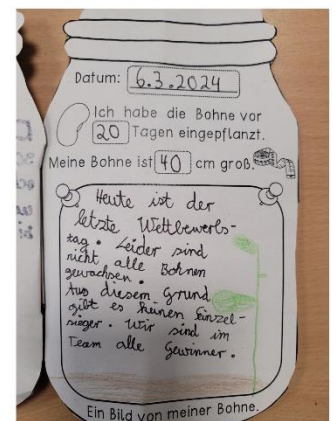 Datum: 6.3.2024
Ich habe die Bohne vor
20 Tagen eingepflanzt.
Meine Bohne ist 40 cm groß.
Heute ist der
letzte Wettbewerbs-
tag. Leider sind
nicht alle Bohnen
gewachsen.
Aus diesem Grund
gibt es keinen Einzel-
sieger. Wir sind im
Team alle Gewinner.
Ein Bild von meiner Bohne.